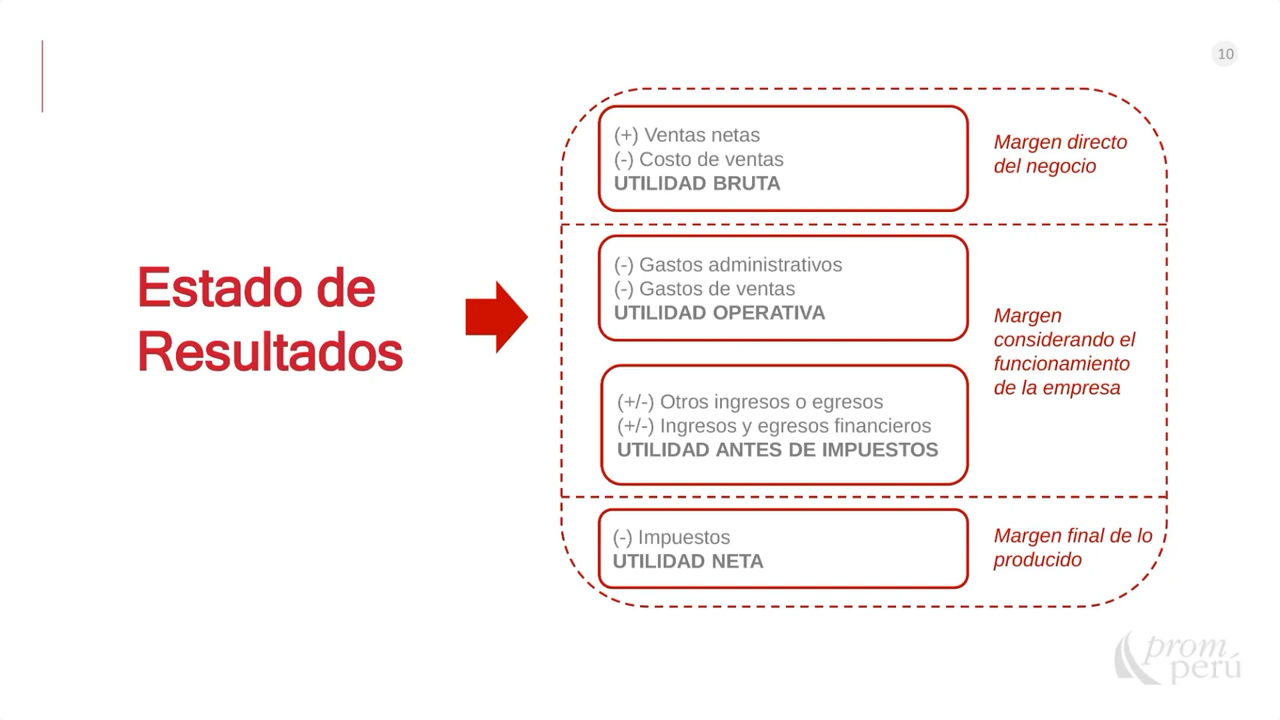 10
Estado de
Resultados
(+) Ventas netas
(-) Costo de ventas
UTILIDAD BRUTA
Margen directo
del negocio
(-) Gastos administrativos
(-) Gastos de ventas
UTILIDAD OPERATIVA
(+/-) Otros ingresos o egresos
(+/-) Ingresos y egresos financieros
UTILIDAD ANTES DE IMPUESTOS
Margen
considerando el
funcionamiento
de la empresa
(-) Impuestos
UTILIDAD NETA
Margen final de lo
producido
prom
perú